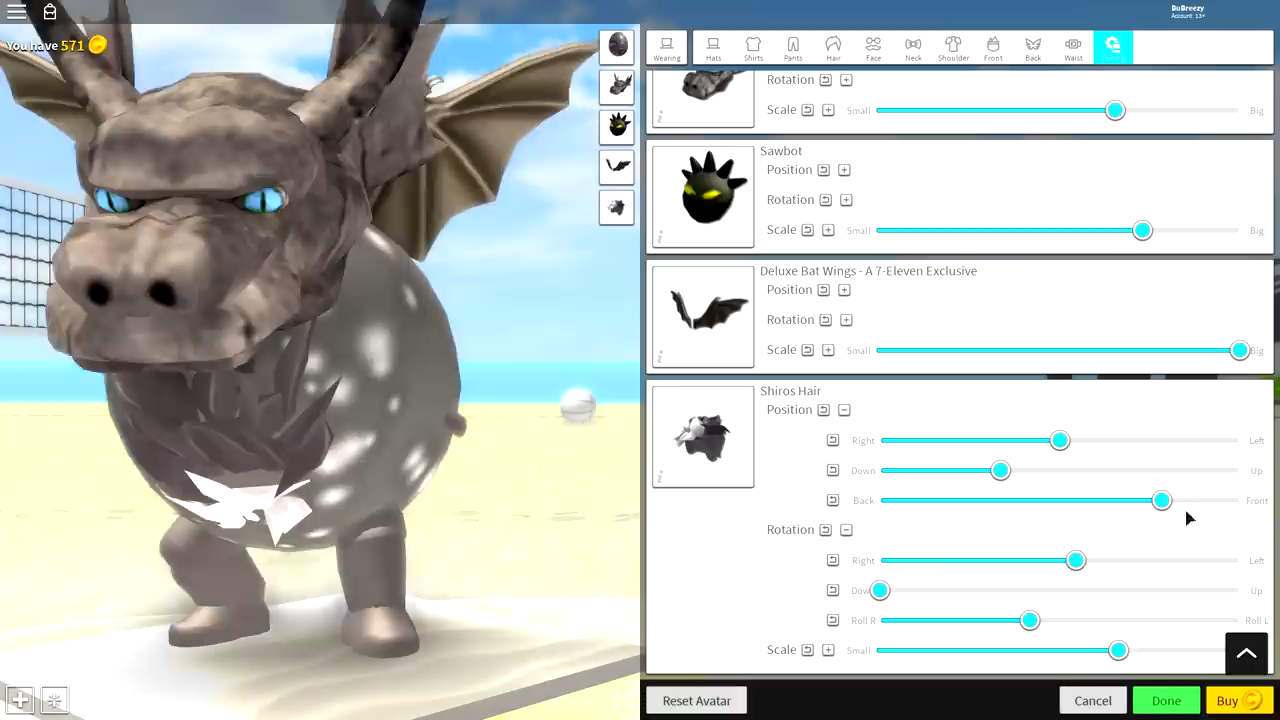 BuBreezy
Account: 13+
You have 571
Wearing
Hats
Shirts
Pants
Hair
Face
Neck
Shoulder
Front
Back
Waist
Rotation
Scale
Small
Big
Sawbot
Position
Rotation
Scale
Small
Big
Deluxe Bat Wings - A 7-Eleven Exclusive
Position
Rotation
Scale
Small
Big
Shiros Hair
Position
Right
Left
Down
Up
Back
Front
Rotation
Right
Left
Dow
Up
Roll R
Roll L
Scale
Small
Reset Avatar
Cancel
Done
Buy